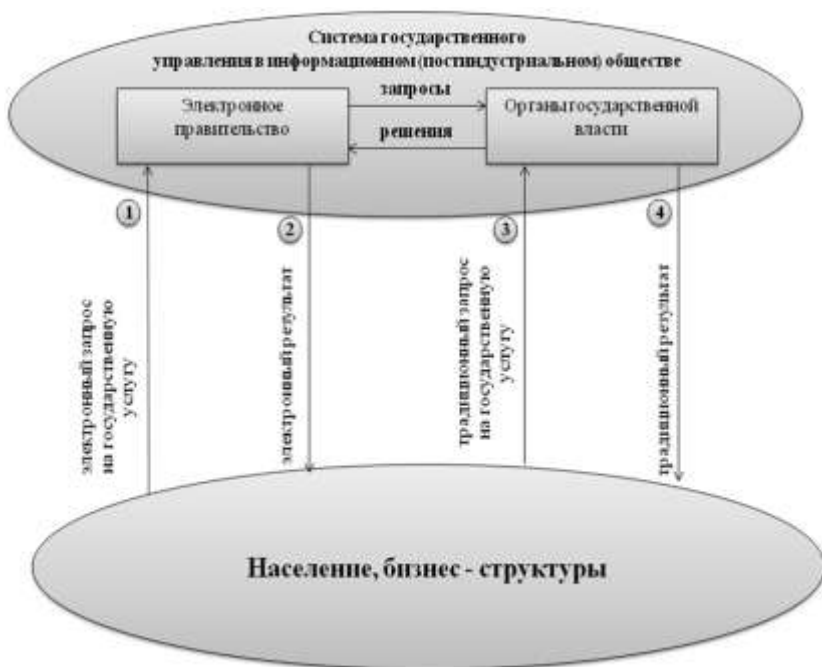 Система государственного
управления в информационном (постиндустриальном) обществе
Электронное
правительство
запросы
решения
Органы государственной
власти
1
2
3
4
электронный запрос
на государственную
услугу
электронный результат
традиционный запрос
на государственную
услугу
традиционный результат
Население, бизнес - структуры